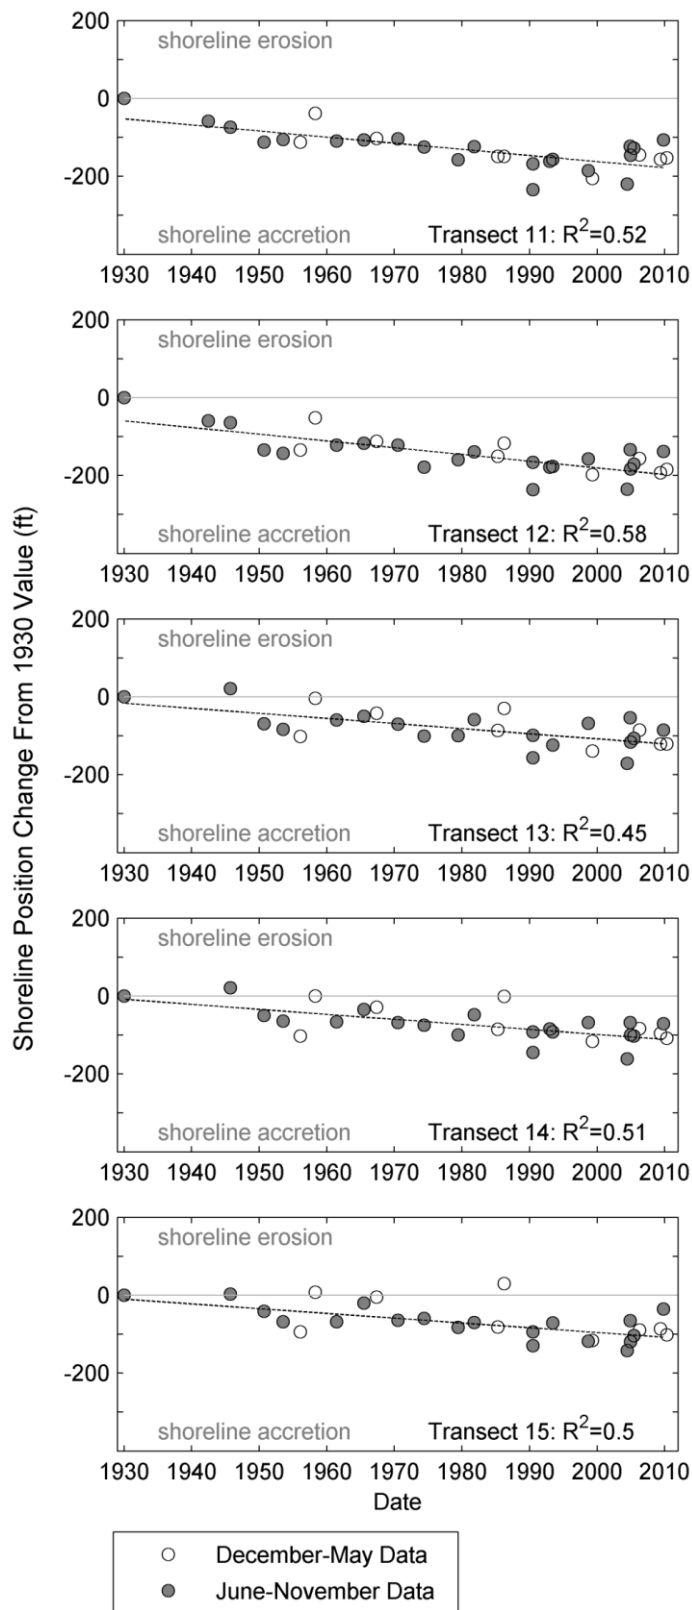 Shoreline Position Change From 1930 Value (ft)
200
shoreline erosion
0
-200
shoreline accretion Transect 11: R²=0.52
1930 1940 1950 1960 1970 1980 1990 2000 2010
200
shoreline erosion
0
-200
shoreline accretion Transect 12: R²=0.58
1930 1940 1950 1960 1970 1980 1990 2000 2010
200
shoreline erosion
0
-200
shoreline accretion Transect 13: R²=0.45
1930 1940 1950 1960 1970 1980 1990 2000 2010
200
shoreline erosion
0
-200
shoreline accretion Transect 14: R²=0.51
1930 1940 1950 1960 1970 1980 1990 2000 2010
200
shoreline erosion
0
-200
shoreline accretion Transect 15: R²=0.5
1930 1940 1950 1960 1970 1980 1990 2000 2010
Date
December-May Data
June-November Data